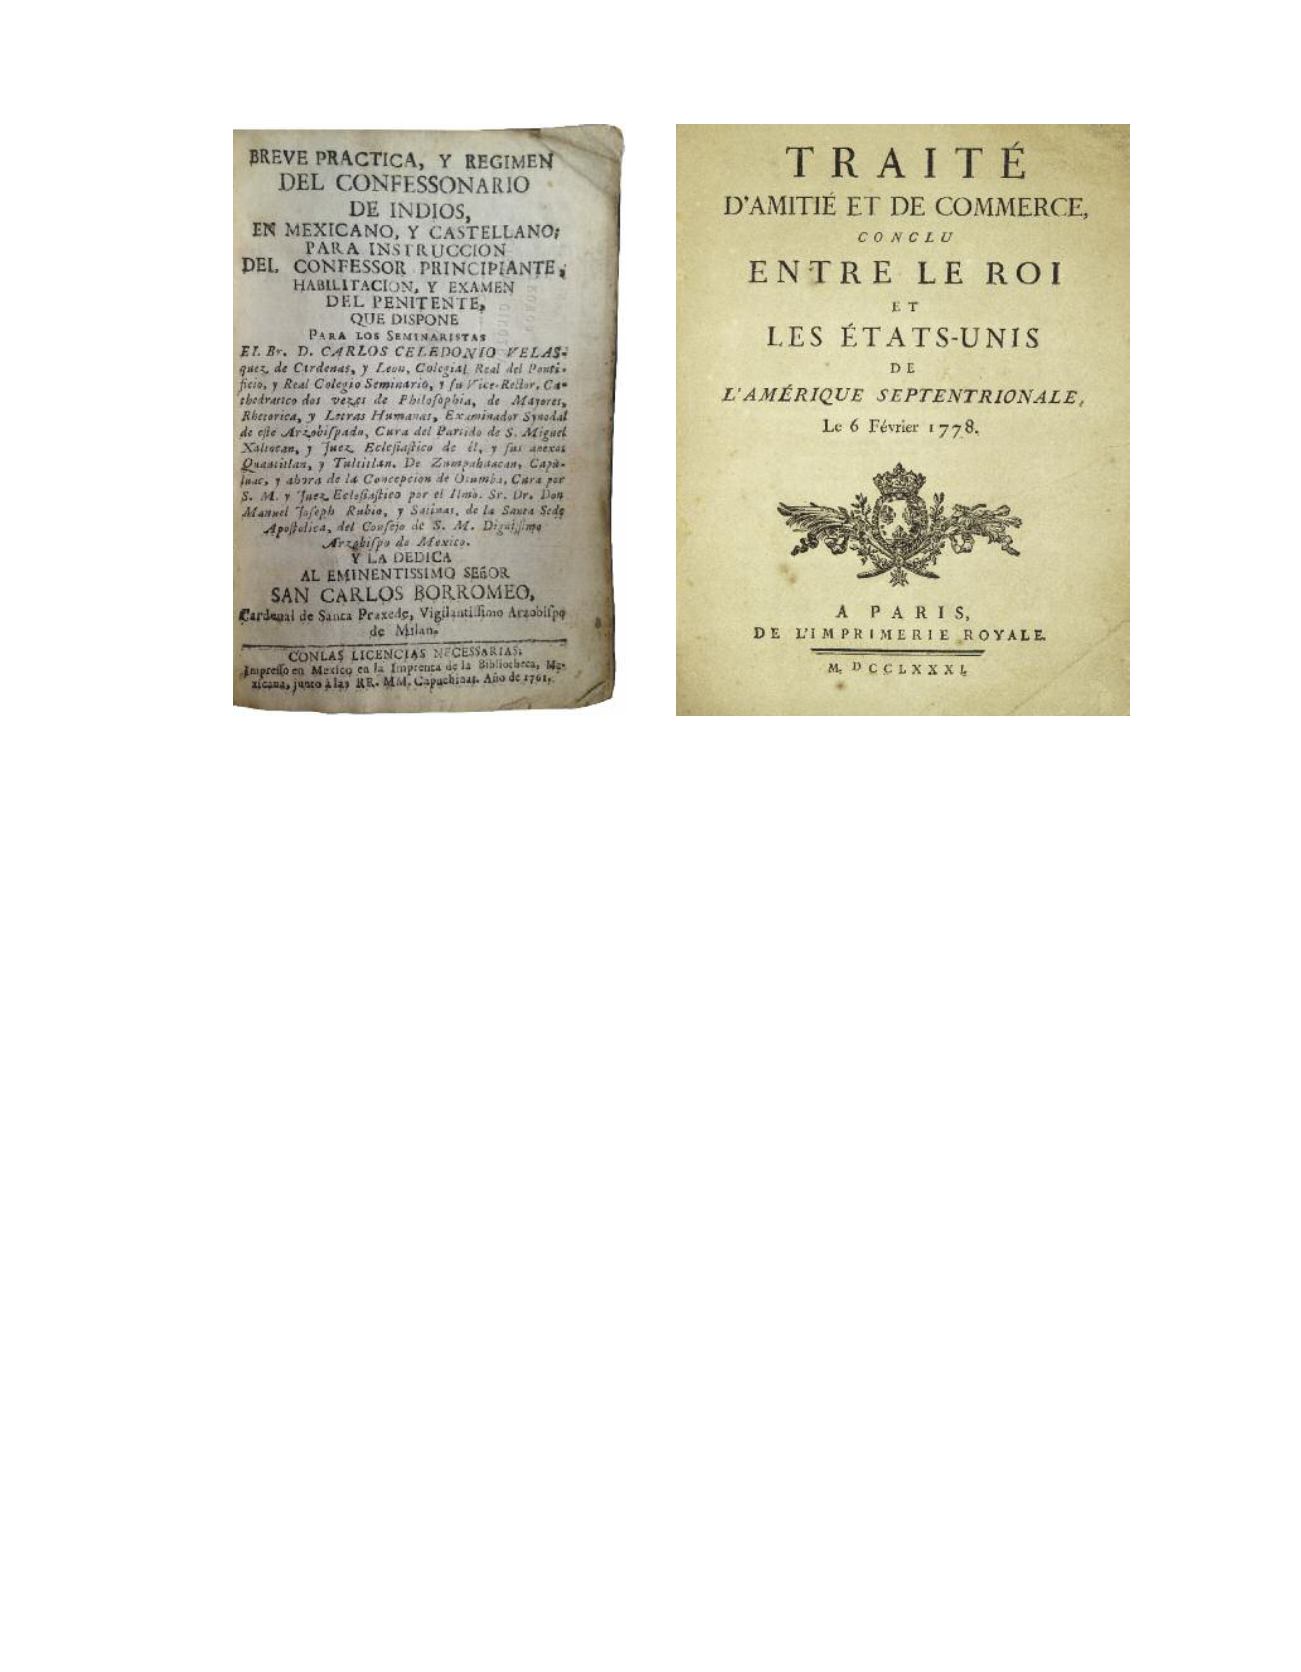 BREVE PRACTICA, Y REGIMEN
DEL CONFESSONARIO
DE INDIOS,
EN MEXICANO, Y CASTELLANO;
PARA INSTRUCCION
DEL CONFESSOR PRINCIPIANTE,
HABILITACION, Y EXAMEN
DEL PENITENTE,
QUE DISPONE
PARA LOS SEMINARISTAS
EL Br. D. CARLOS CELEDONIO VELAS-
quez de Cardenas, y Leon, Colegial Real del Ponti-
ficio, y Real Colegio Seminario, y su Vice-Rector, Ca-
thedratico dos vezes de Philosophia, de Mayores,
Rhetorica, y Letras Humanas, Examinador Synodal
de este Arzobispado, Cura del Partido de S. Miguel
Xaltocan, y Juez Eclesiastico de él, y sus anexos
Quautitlan, y Tultitlan. De Zumpahuacan, Capu-
luac, y ahora de la Concepcion de Ozumba, Cura por
S. M. y Juez Eclesiastico por el Ilmo. Sr. Dr. Don
Manuel Joseph Rubio, y Salinas, de la Santa Sede
Apostolica, del Consejo de S. M. Dignissimo
Arzobispo de Mexico.
Y LA DEDICA
AL EMINENTISSIMO SEñOR
SAN CARLOS BORROMEO,
Cardenal de Santa Praxede, Vigilantissimo Arzobispo
de Milan.
CONLAS LICENCIAS NECESSARIAS:
Impresso en Mexico en la Imprenta de la Bibliotheca, Me-
xicana, junto à las RR. MM. Capuchinas. Año de 1761.
TRAITÉ
D'AMITIÉ ET DE COMMERCE,
CONCLU
ENTRE LE ROI
ET
LES ÉTATS-UNIS
DE
L'AMÉRIQUE SEPTENTRIONALE,
Le 6 Février 1778.
A PARIS,
DE L'IMPRIMERIE ROYALE.
M. DCCLXXXI.